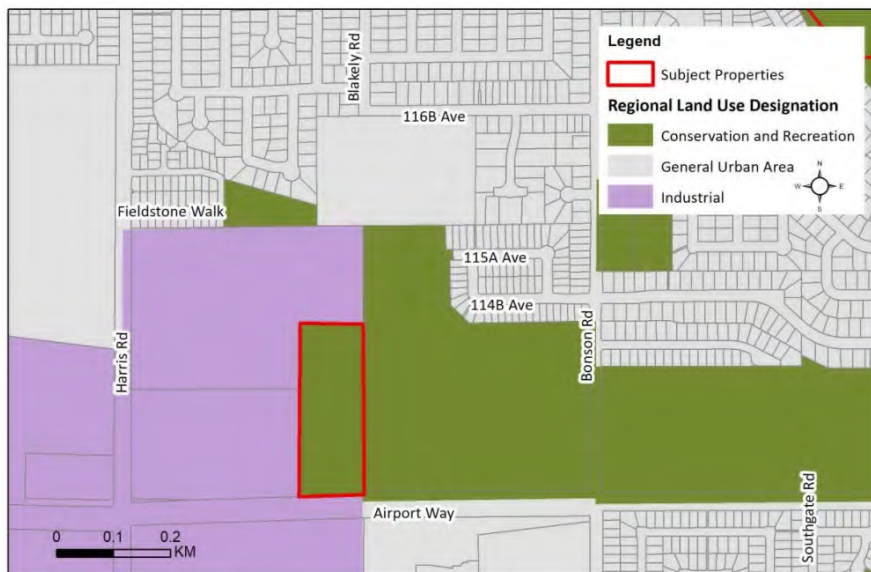 Blakely Rd
116B Ave
Fieldstone Walk
115A Ave
114B Ave
Harris Rd
Bonson Rd
Airport Way
Southgate Rd
0 0.1 0.2
KM
Legend
Subject Properties
Regional Land Use Designation
Conservation and Recreation
General Urban Area
Industrial
N
W E
S